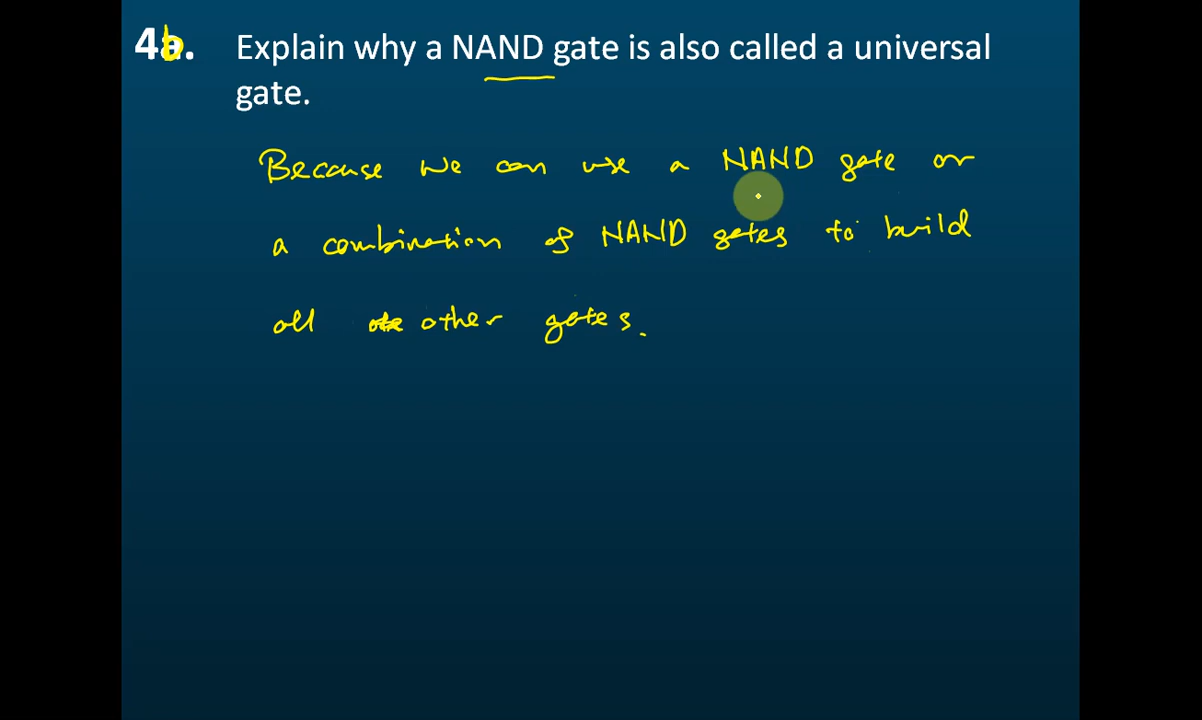 4b. Explain why a NAND gate is also called a universal
gate.
Because we can use a NAND gate or
a combination of NAND gates to build
all other gates.